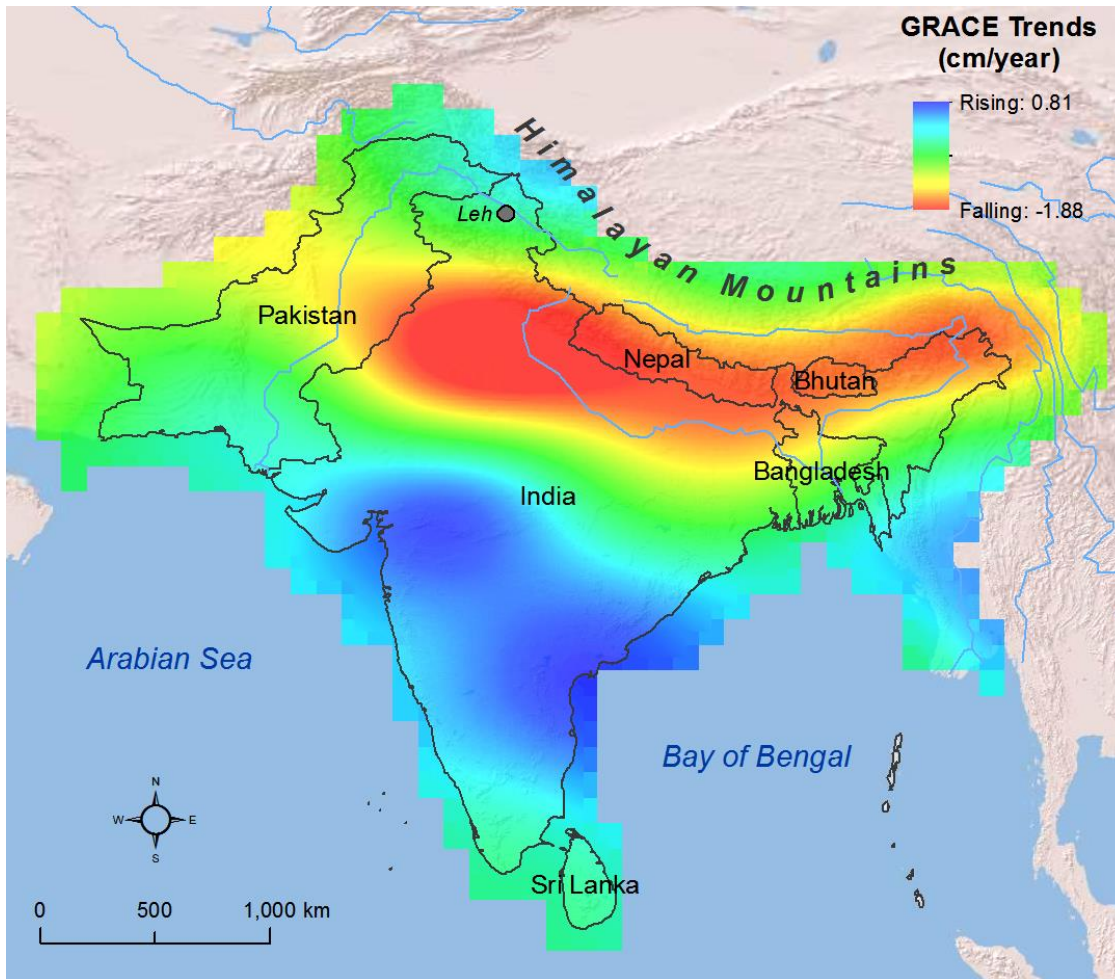 GRACE Trends
(cm/year)
Rising: 0.81
Falling: -1.88
Himalayan Mountains
Leh
Pakistan
Nepal
Bhutan
Bangladesh
India
Arabian Sea
Bay of Bengal
N
W
E
S
Sri Lanka
0
500
1,000 km